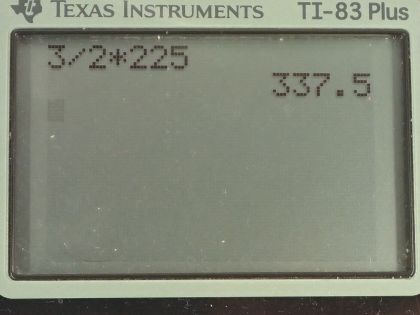 TEXAS INSTRUMENTS TI-83 Plus
3/2*225
337.5